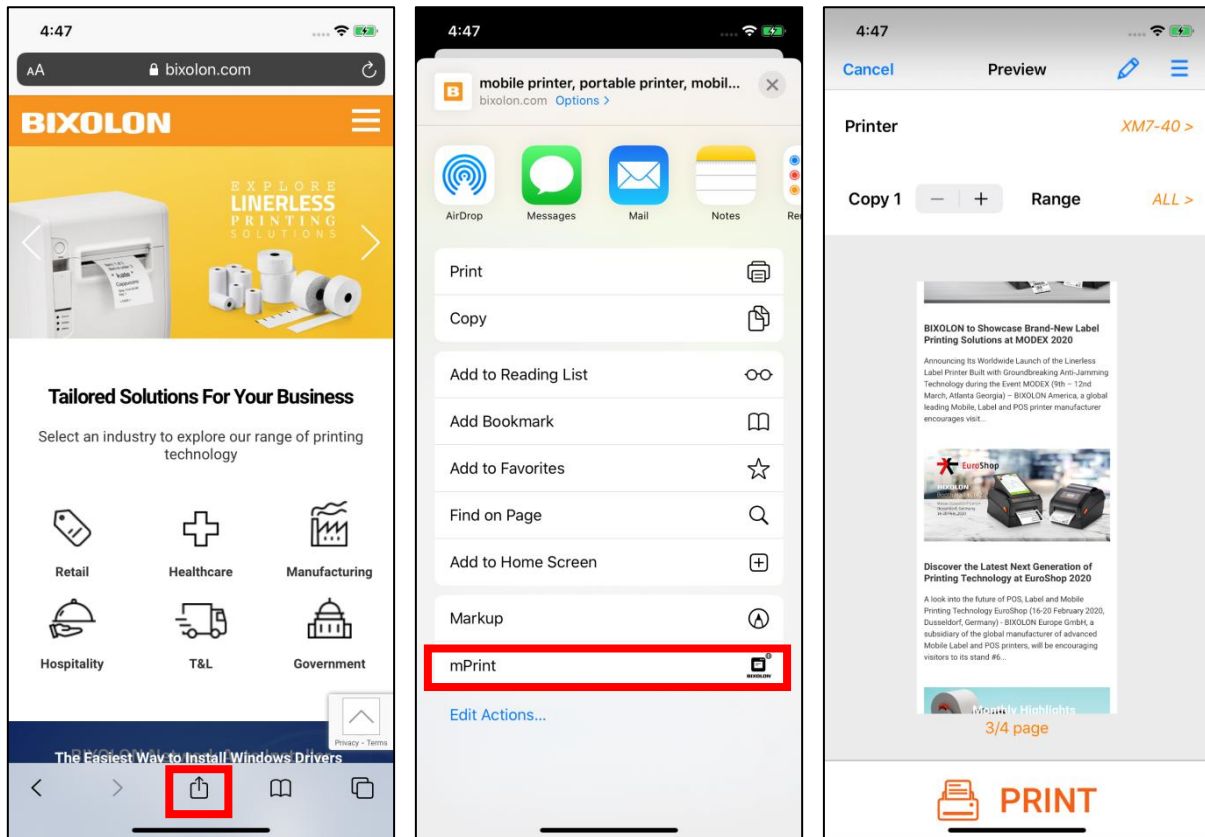 4:47
AA bixolon.com
BIXOLON
EXPLORE
LINERLESS
PRINTING
SOLUTIONS
Tailored Solutions For Your Business
Select an industry to explore our range of printing
technology
Retail Healthcare Manufacturing
Hospitality T&L Government
Privacy - Terms
The Easiest Way to Install Windows Drivers
4:47
mobile printer, portable printer, mobil...
bixolon.com Options >
AirDrop Messages Mail Notes Re
Print
Copy
Add to Reading List
Add Bookmark
Add to Favorites
Find on Page
Add to Home Screen
Markup
mPrint
BIXOLON
Edit Actions...
4:47
Cancel Preview
Printer XM7-40 >
Copy 1 − + Range ALL >
BIXOLON to Showcase Brand-New Label
Printing Solutions at MODEX 2020
Announcing Its Worldwide Launch of the Linerless
Label Printer Built with Groundbreaking Anti-Jamming
Technology during the Event MODEX (9th – 12nd
March, Atlanta Georgia) – BIXOLON America, a global
leading Mobile, Label and POS printer manufacturer
encourages visit...
EuroShop
BIXOLON
Discover the Latest Next Generation of
Printing Technology at EuroShop 2020
A look into the future of POS, Label and Mobile
Printing Technology EuroShop (16-20 February 2020,
Dusseldorf, Germany) - BIXOLON Europe GmbH, a
subsidiary of the global manufacturer of advanced
Mobile Label and POS printers, will be encouraging
visitors to its stand #6...
Monthly Highlights
3/4 page
PRINT